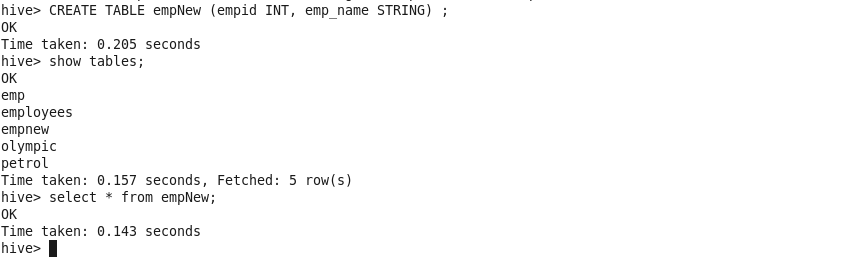 hive> CREATE TABLE empNew (empid INT, emp_name STRING) ;
OK
Time taken: 0.205 seconds
hive> show tables;
OK
emp
employees
empnew
olympic
petrol
Time taken: 0.157 seconds, Fetched: 5 row(s)
hive> select * from empNew;
OK
Time taken: 0.143 seconds
hive>